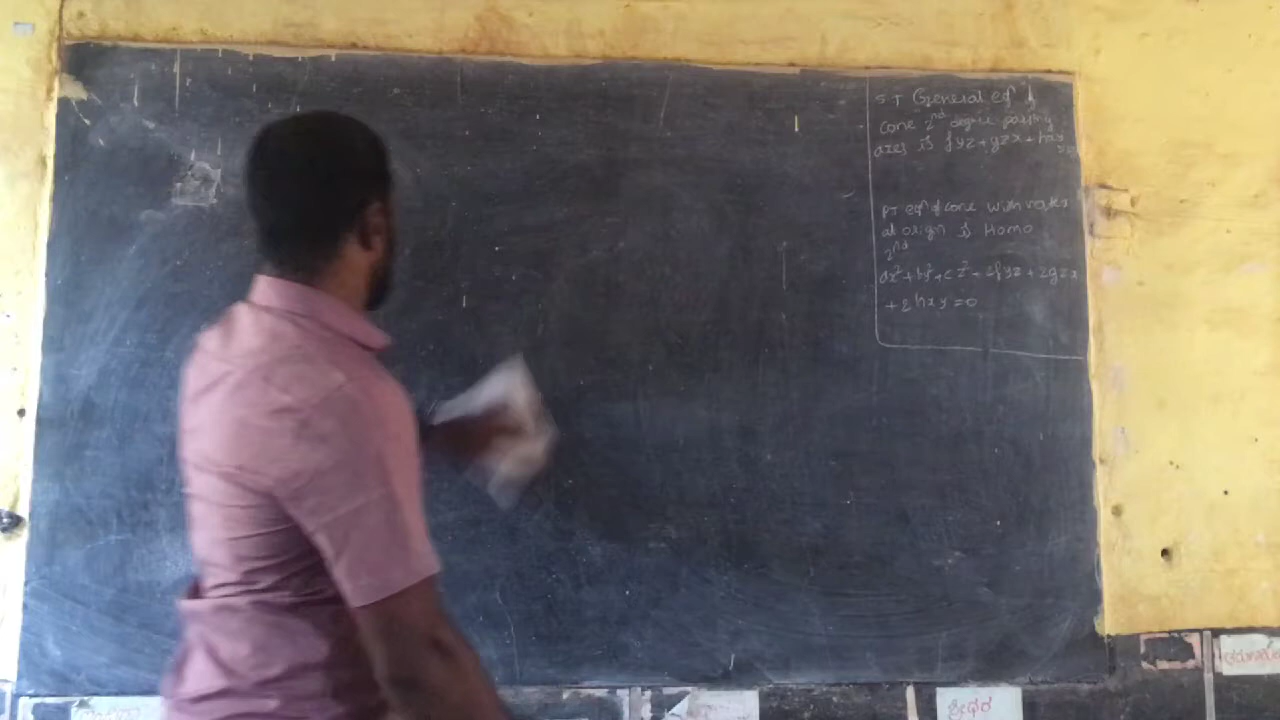 S.T General eqn of
cone 2nd degree passing
axes is fyz+gzx+hxy
PT eqn of cone with vertex
at origin is Homo
2nd
ax²+by²+cz²+2fyz+2gzx
+2hxy=0
ಶ್ರೀಧರ